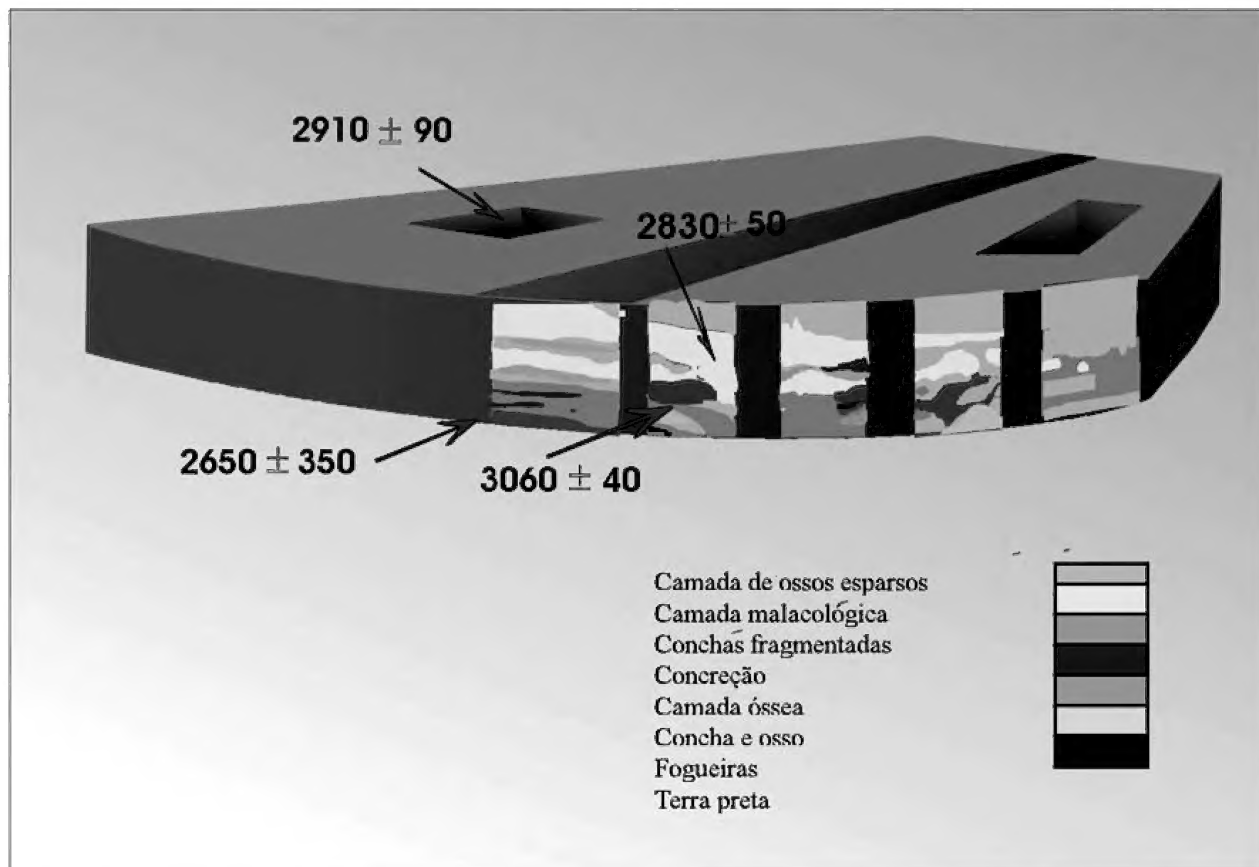 2910 ± 90
2830 ± 50
2650 ± 350
3060 ± 40
Camada de ossos esparsos
Camada malacológica
Conchas fragmentadas
Concreção
Camada óssea
Concha e osso
Fogueiras
Terra preta